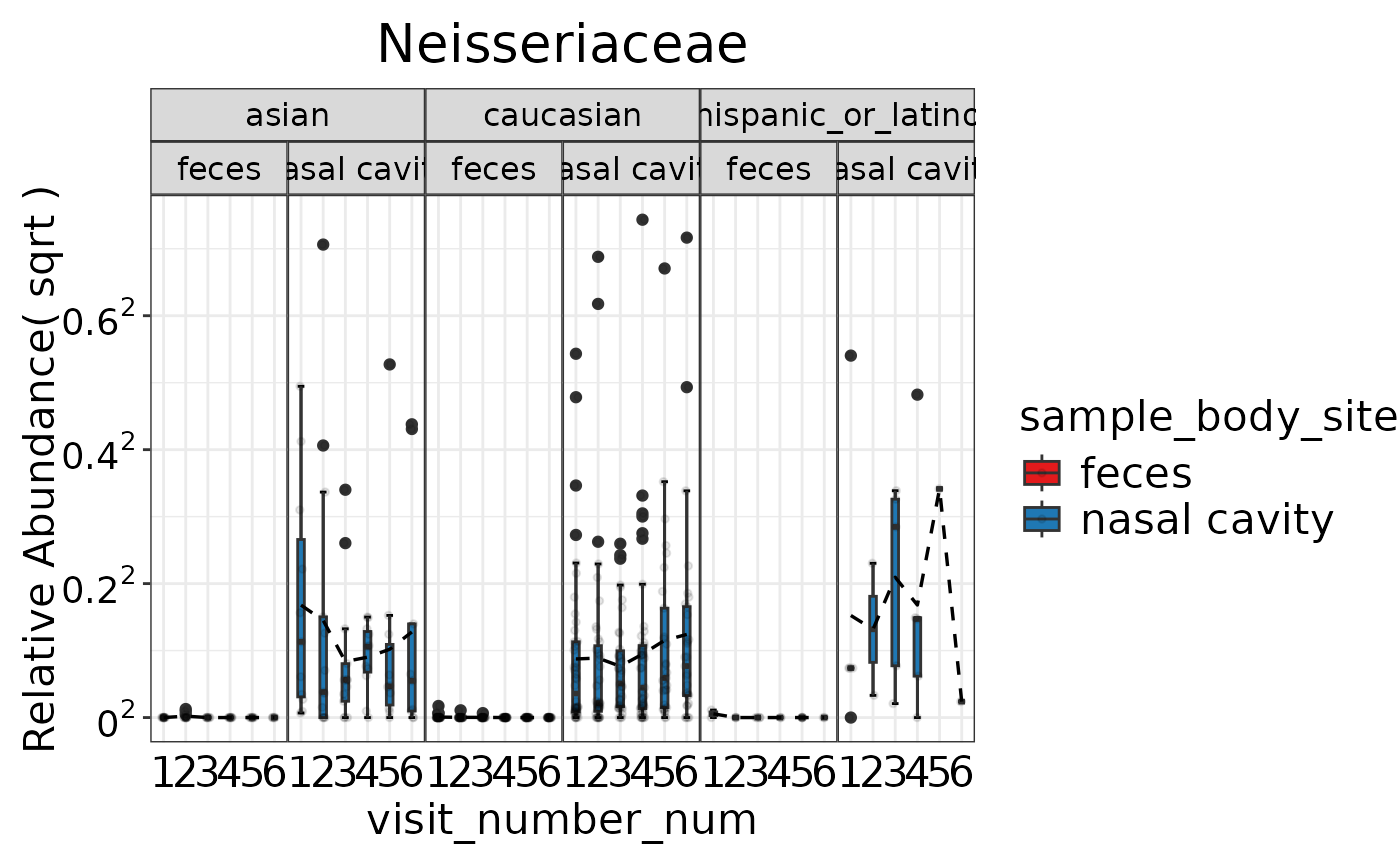 Neisseriaceae
asian caucasian hispanic_or_latino
feces asal cavit feces asal cavit feces asal cavit
Relative Abundance( sqrt )
0.6²
0.4²
0.2²
0²
123456 123456 123456 123456 123456 123456
visit_number_num
sample_body_site
feces
nasal cavity